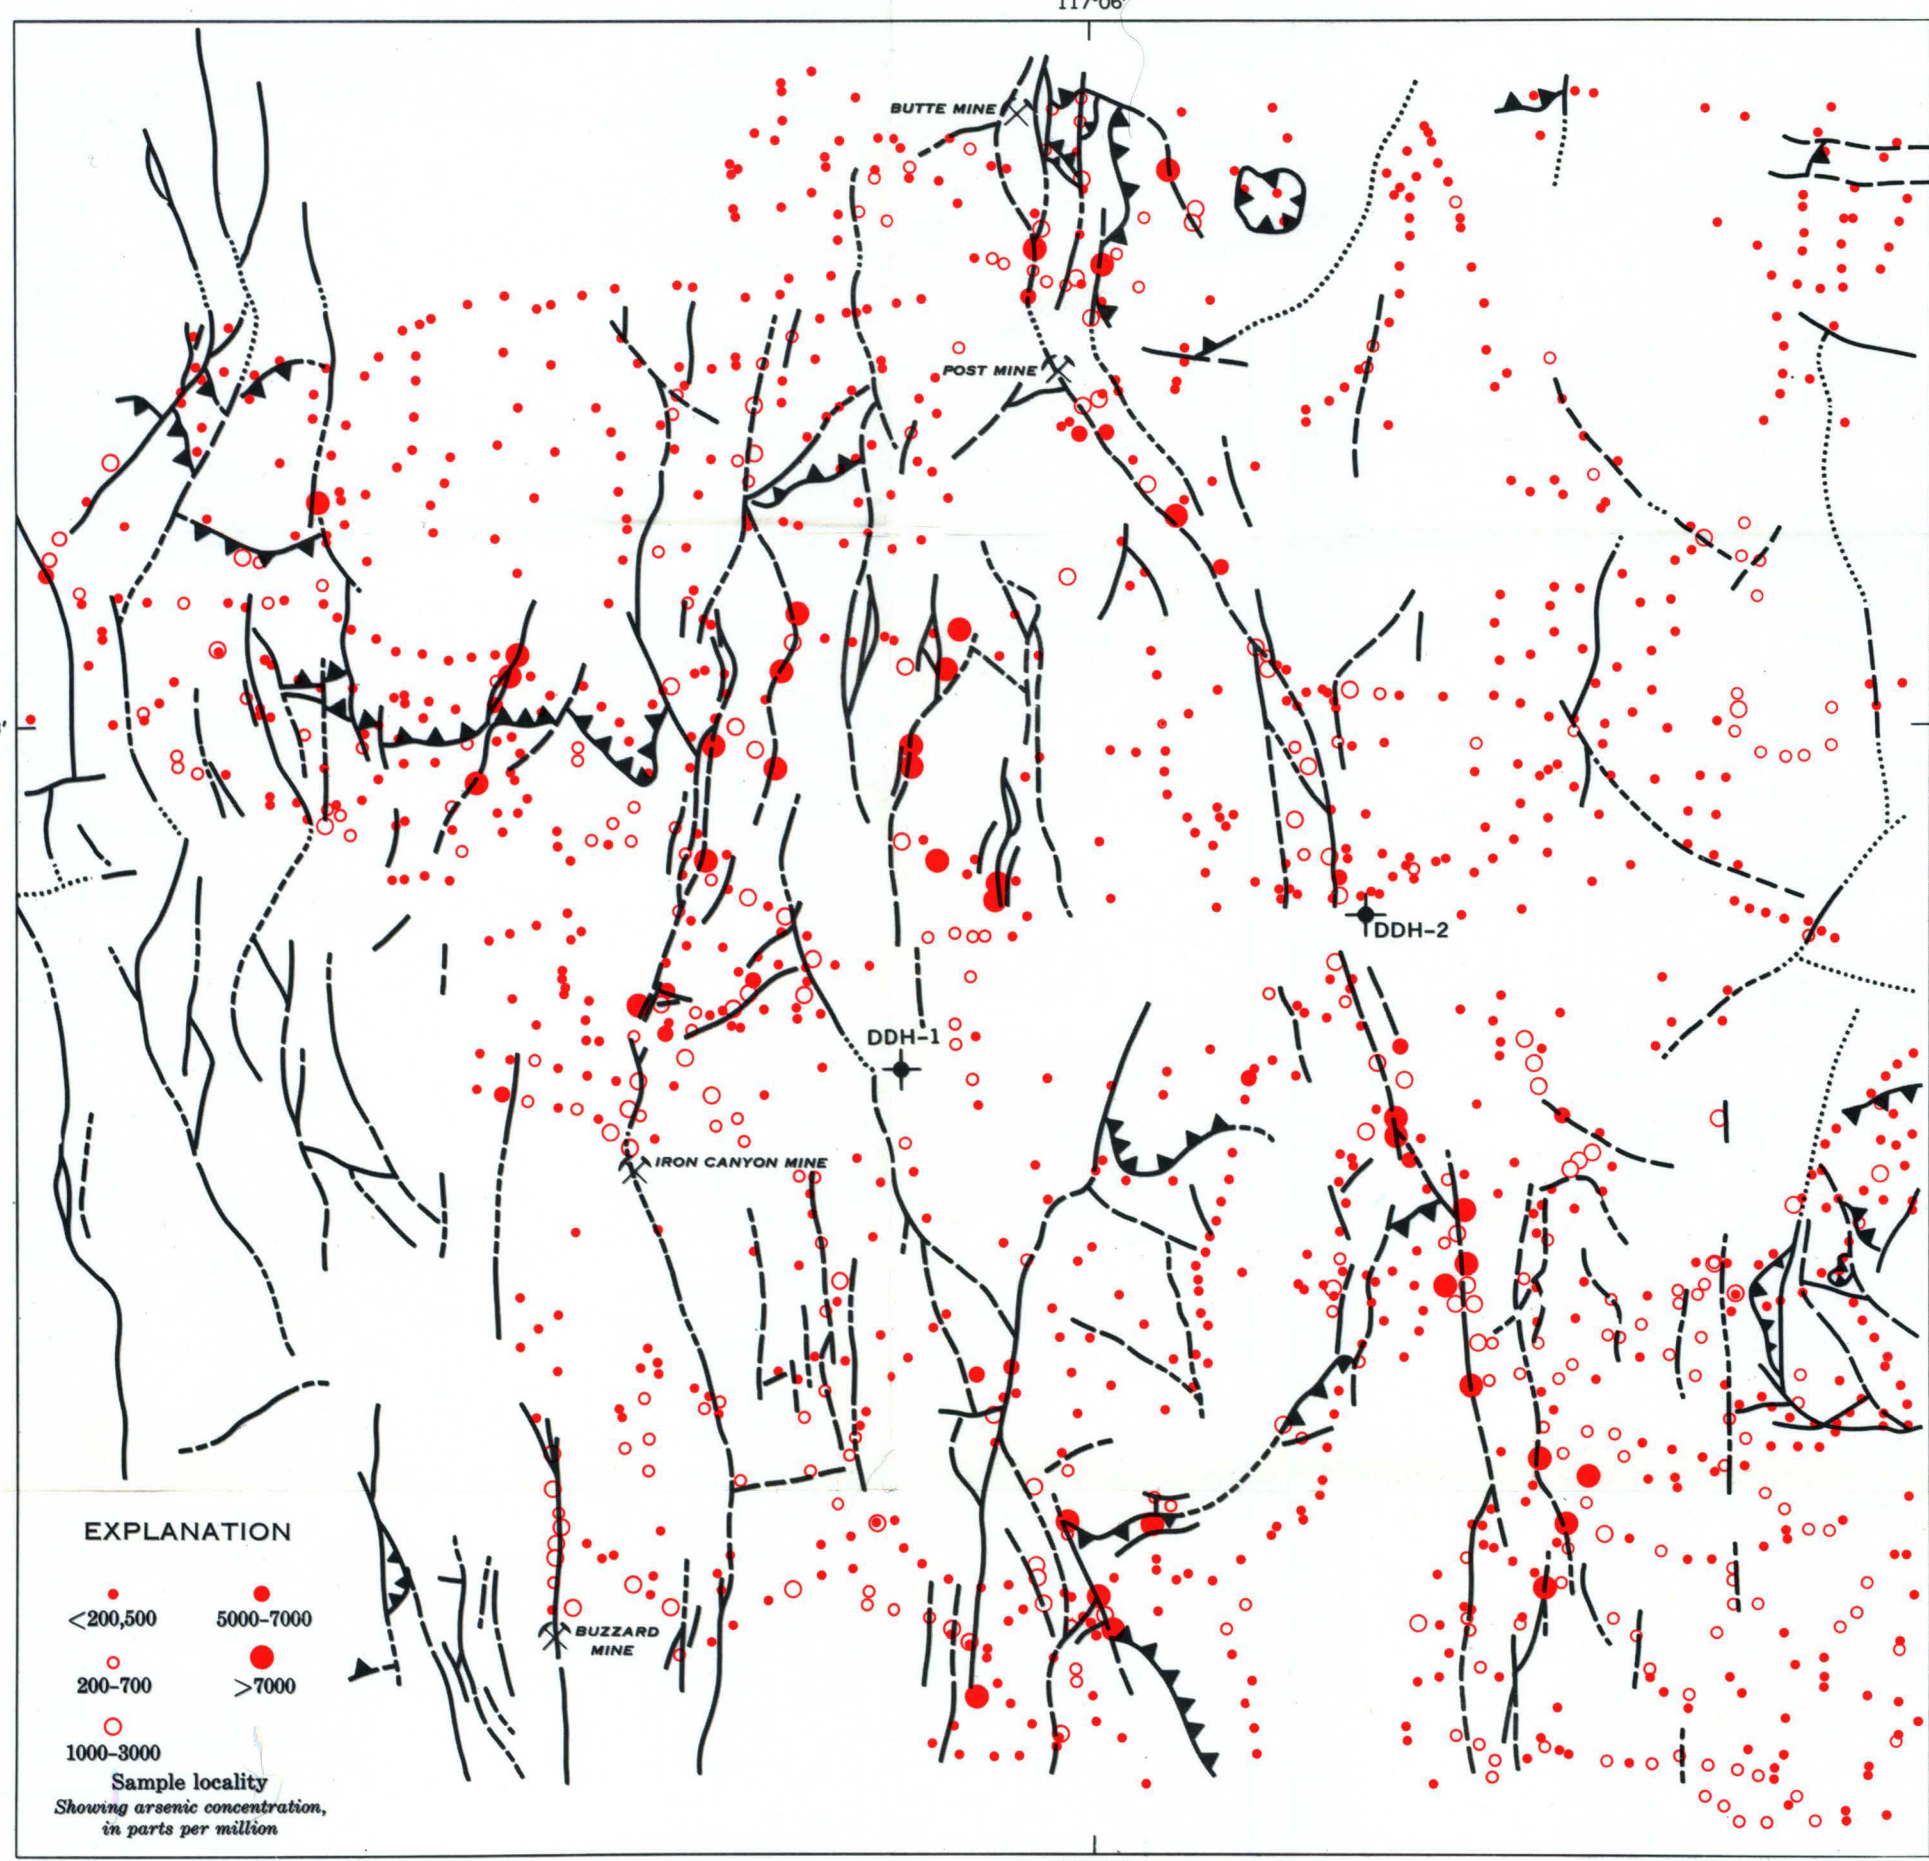 117°06'
BUTTE MINE
POST MINE
DDH-2
DDH-1
IRON CANYON MINE
BUZZARD
MINE
EXPLANATION
<200,500
5000-7000
200-700
>7000
1000-3000
Sample locality
Showing arsenic concentration,
in parts per million